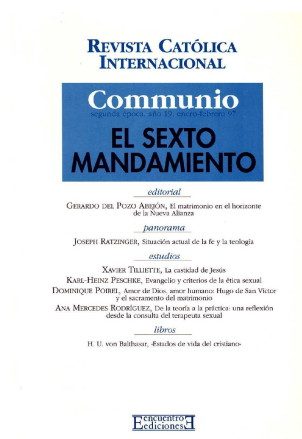 REVISTA CATÓLICA
INTERNACIONAL
Communio
segunda época, año 19, enero-febrero 97
EL SEXTO
MANDAMIENTO
editorial
GERARDO DEL POZO ABEJÓN, El matrimonio en el horizonte
de la Nueva Alianza
panorama
JOSEPH RATZINGER, Situación actual de la fe y la teología
estudios
XAVIER TILLIETTE, La castidad de Jesús
KARL-HEINZ PESCHKE, Evangelio y criterios de la ética sexual
DOMINIQUE POIREL, Amor de Dios, amor humano: Hugo de San Víctor
y el sacramento del matrimonio
ANA MERCEDES RODRÍGUEZ, De la teoría a la práctica: una reflexión
desde la consulta del terapeuta sexual
libros
H. U. von Balthasar, «Estados de vida del cristiano»
encuentro
ediciones